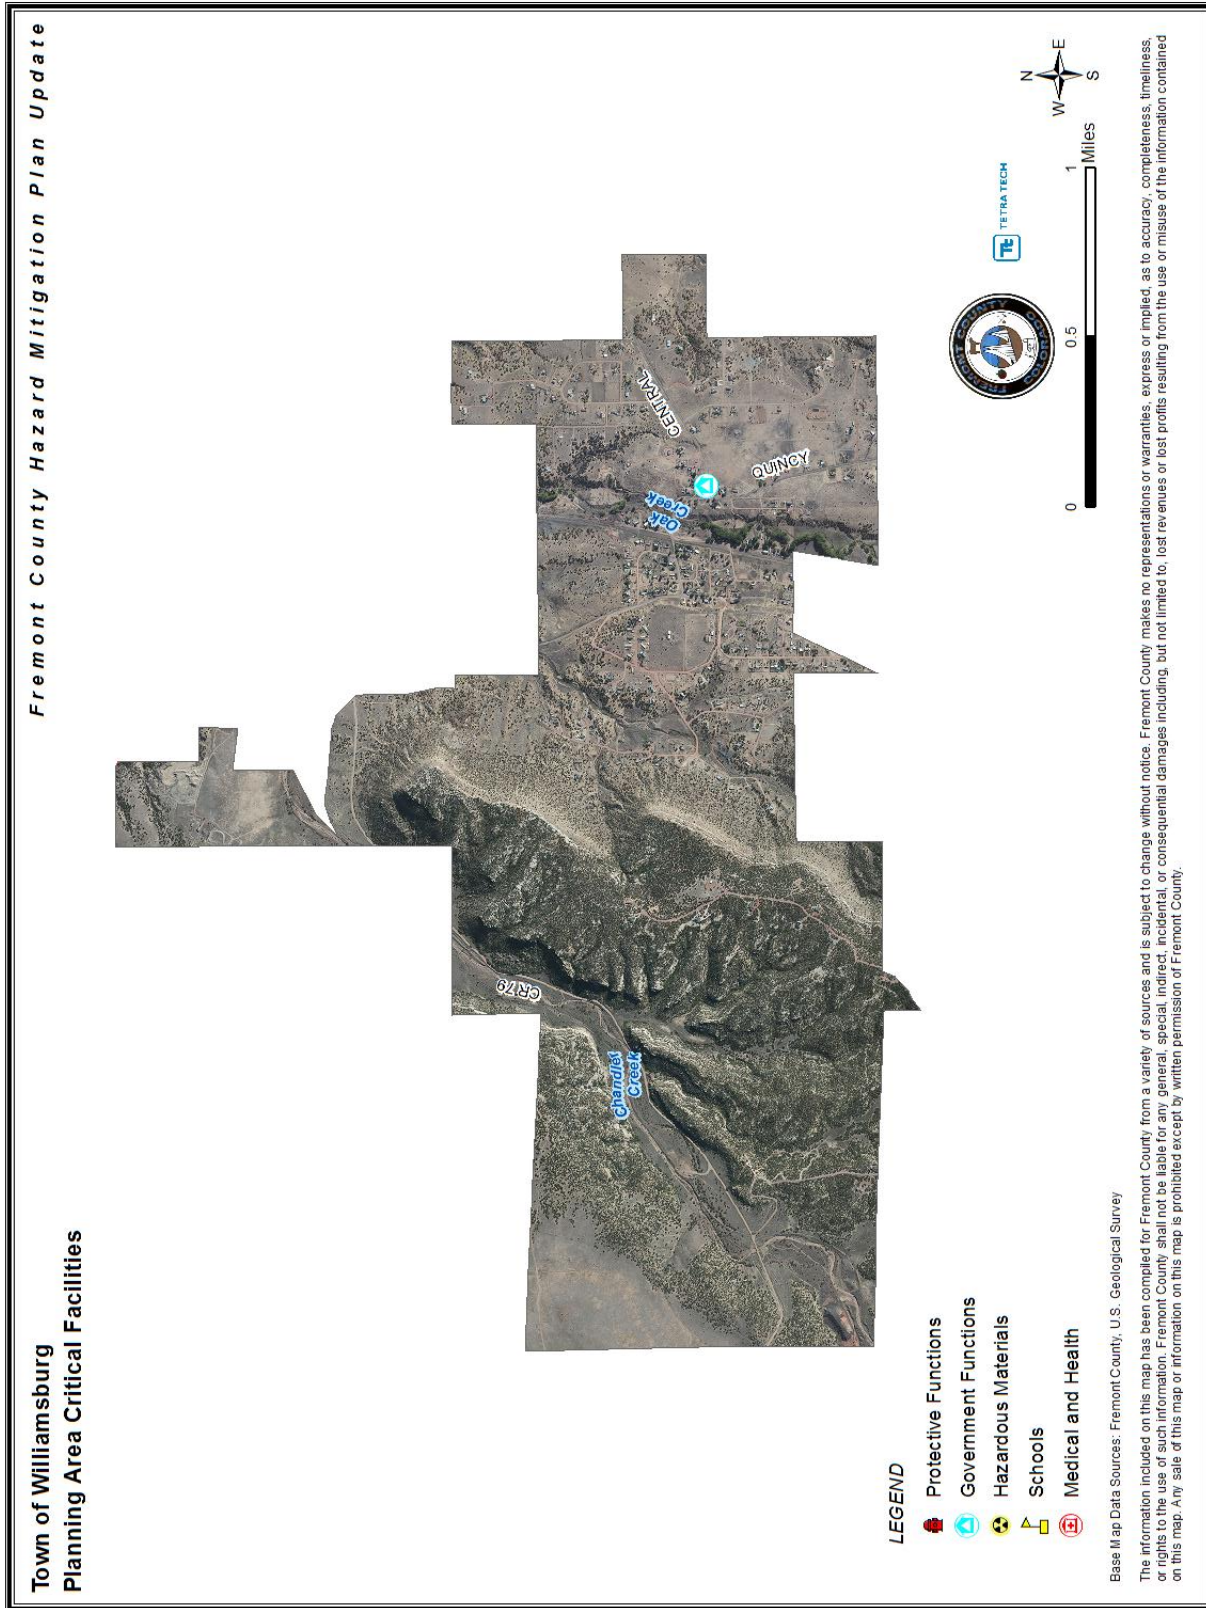 Fremont County Hazard Mitigation Plan Update
Town of Williamsburg
Planning Area Critical Facilities
CENTRAL
QUINCY
Oak
Creek
CR 79
Chandler
Creek
LEGEND
Protective Functions
Government Functions
Hazardous Materials
Schools
Medical and Health
FREMONT COUNTY
COLORADO
Tt TETRA TECH
N
W E
S
0 0.5 1
Miles
Base Map Data Sources: Fremont County, U.S. Geological Survey
The information included on this map has been compiled for Fremont County from a variety of sources and is subject to change without notice. Fremont County makes no representations or warranties, express or implied, as to accuracy, completeness, timeliness,
or rights to the use of such information. Fremont County shall not be liable for any general, special, indirect, incidental, or consequential damages including, but not limited to, lost revenues or lost profits resulting from the use or misuse of the information contained
on this map. Any sale of this map or information on this map is prohibited except by written permission of Fremont County.